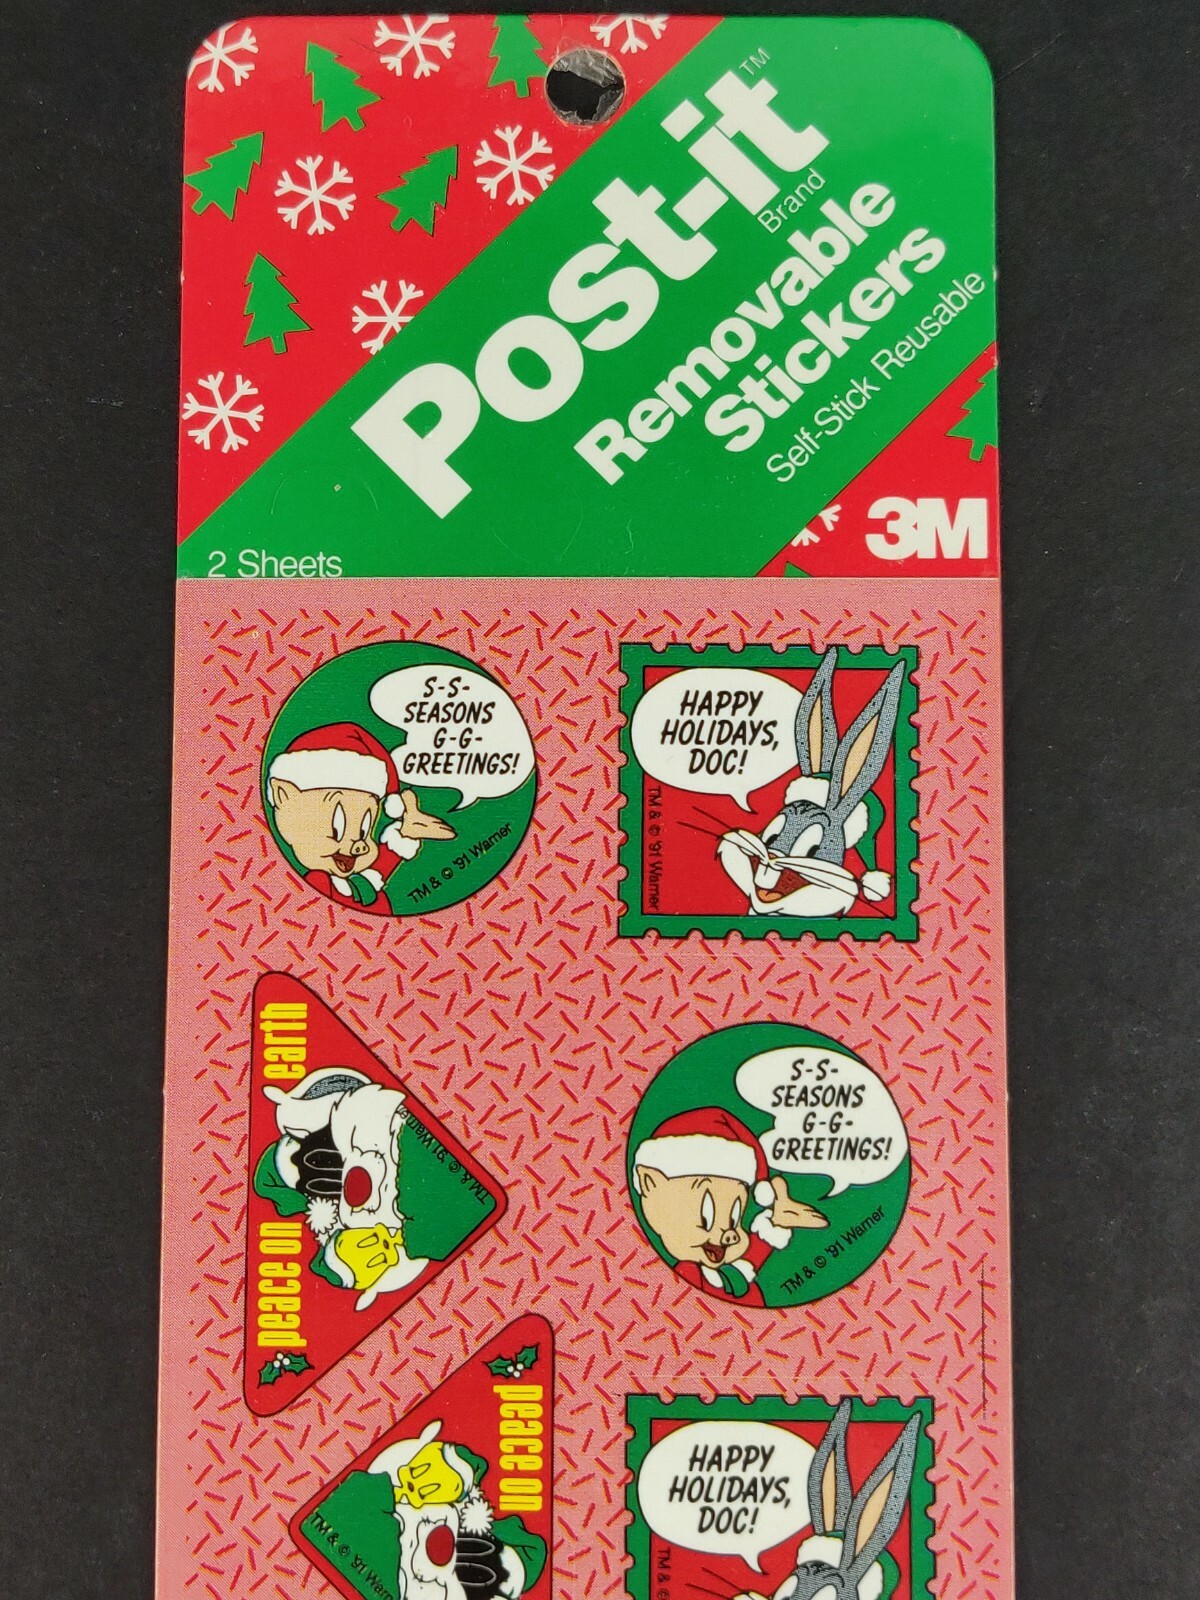 Post-it™
Brand
Removable
Stickers
Self-Stick Reusable
3M
2 Sheets
S-S-
SEASONS
G-G-
GREETINGS!
TM & © '91 Warner
HAPPY
HOLIDAYS,
DOC!
TM & © '91 Warner
peace on earth
TM & © '91 Warner
S-S-
SEASONS
G-G-
GREETINGS!
TM & © '91 Warner
peace on
TM & © '91 Warn
HAPPY
HOLIDAYS,
DOC!
TM & ©